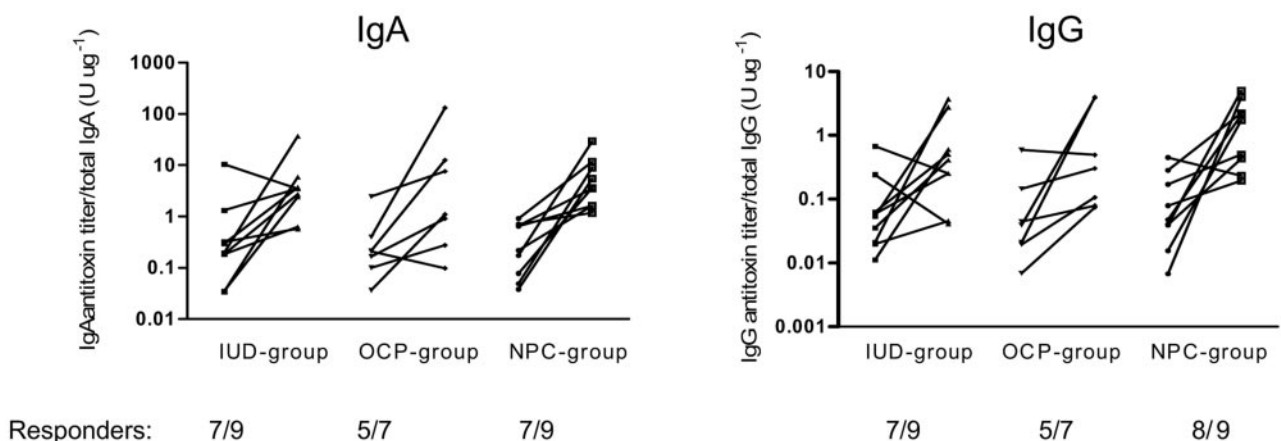 IgA
IgAantitoxin titer/total IgA (U ug⁻¹)
1000
100
10
1
0.1
0.01
IUD-group OCP-group NPC-group
IgG
IgG antitoxin titer/total IgG (U ug⁻¹)
10
1
0.1
0.01
0.001
IUD-group OCP-group NPC-group
Responders: 7/9 5/7 7/9 7/9 5/7 8/9